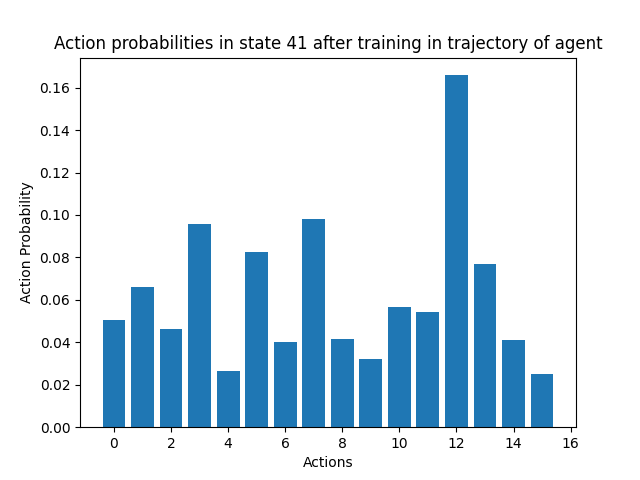 Action probabilities in state 41 after training in trajectory of agent
Action Probability
0.16
0.14
0.12
0.10
0.08
0.06
0.04
0.02
0.00
0 2 4 6 8 10 12 14 16
Actions